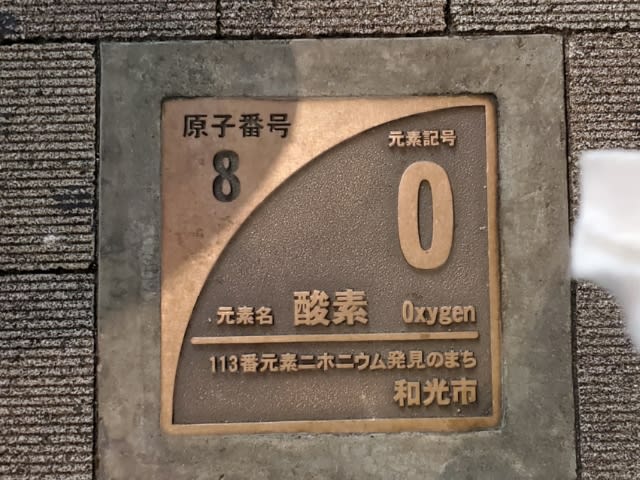 原子番号
8
元素記号
O
元素名 酸素 Oxygen
113番元素ニホニウム発見のまち
和光市